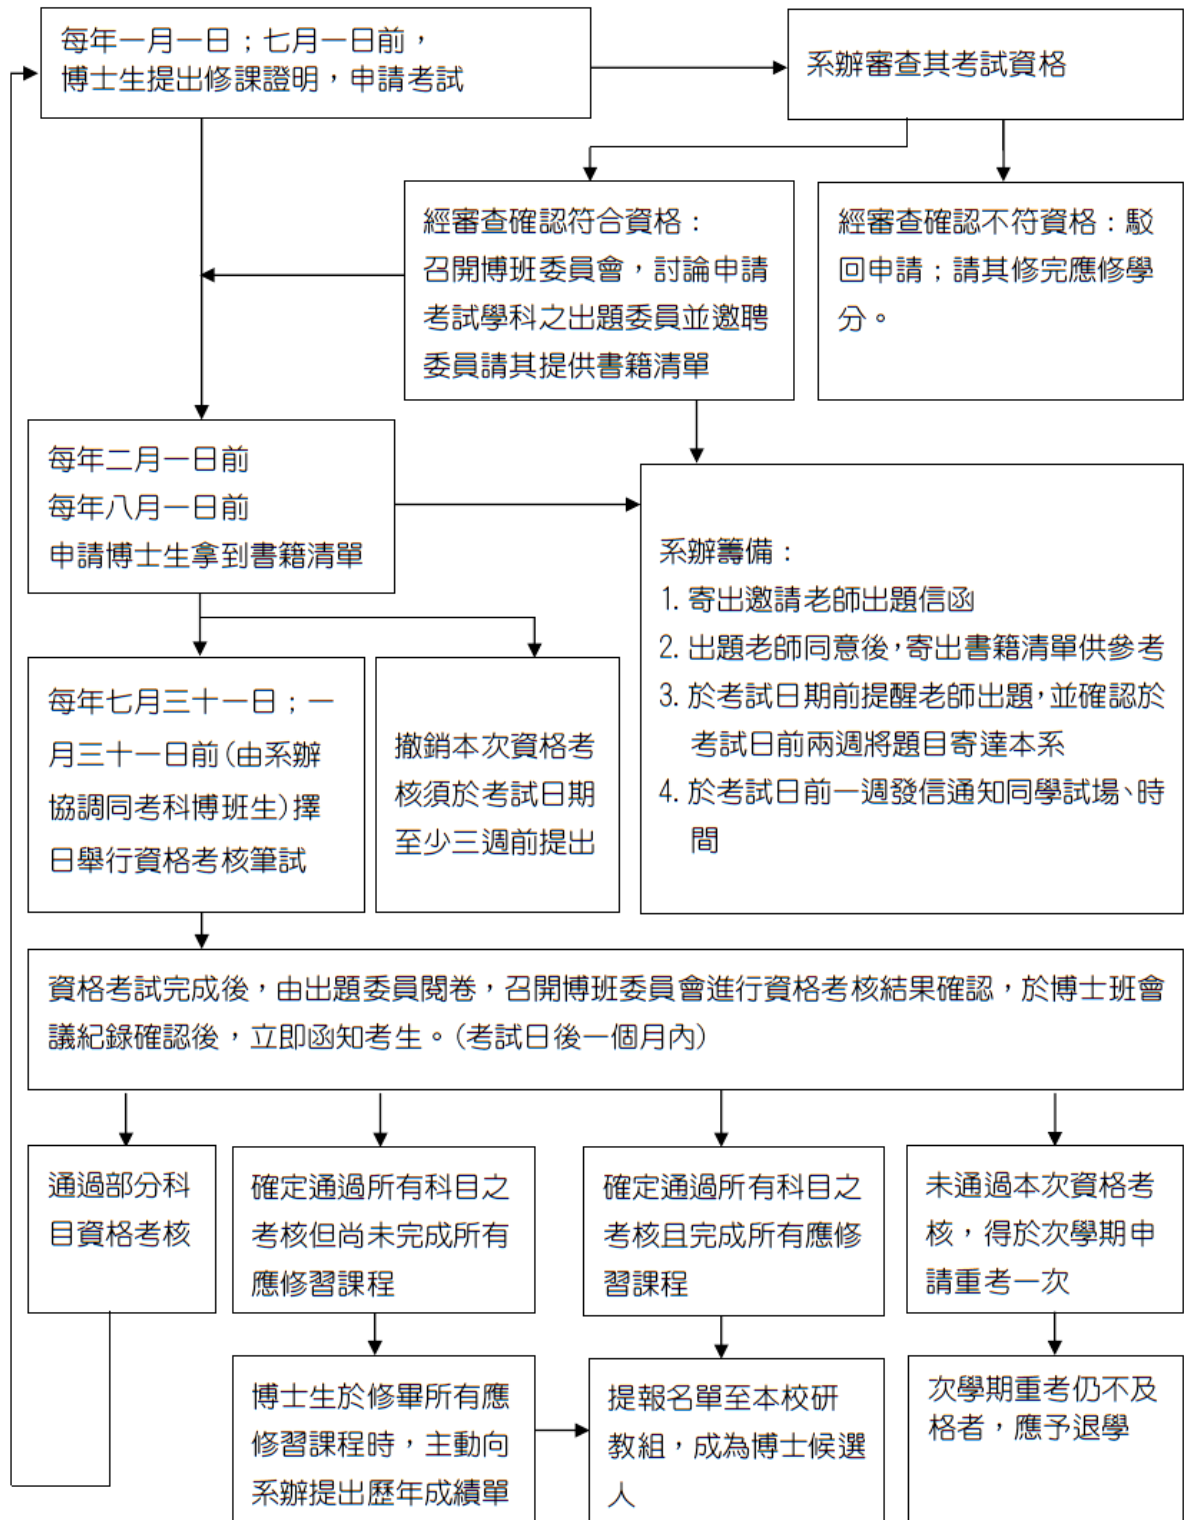 每年一月一日；七月一日前，
博士生提出修課證明，申請考試
系辦審查其考試資格
經審查確認符合資格：
召開博班委員會，討論申請
考試學科之出題委員並邀聘
委員請其提供書籍清單
經審查確認不符資格：駁
回申請；請其修完應修學
分。
每年二月一日前
每年八月一日前
申請博士生拿到書籍清單
系辦籌備：
1. 寄出邀請老師出題信函
2. 出題老師同意後，寄出書籍清單供參考
3. 於考試日期前提醒老師出題，並確認於
考試日前兩週將題目寄達本系
4. 於考試日前一週發信通知同學試場、時
間
每年七月三十一日；一
月三十一日前(由系辦
協調同考科博班生)擇
日舉行資格考核筆試
撤銷本次資格考
核須於考試日期
至少三週前提出
資格考試完成後，由出題委員閱卷，召開博班委員會進行資格考核結果確認，於博士班會
議紀錄確認後，立即函知考生。(考試日後一個月內)
通過部分科
目資格考核
確定通過所有科目之
考核但尚未完成所有
應修習課程
確定通過所有科目之
考核且完成所有應修
習課程
未通過本次資格考
核，得於次學期申
請重考一次
博士生於修畢所有應
修習課程時，主動向
系辦提出歷年成績單
提報名單至本校研
教組，成為博士候選
人
次學期重考仍不及
格者，應予退學